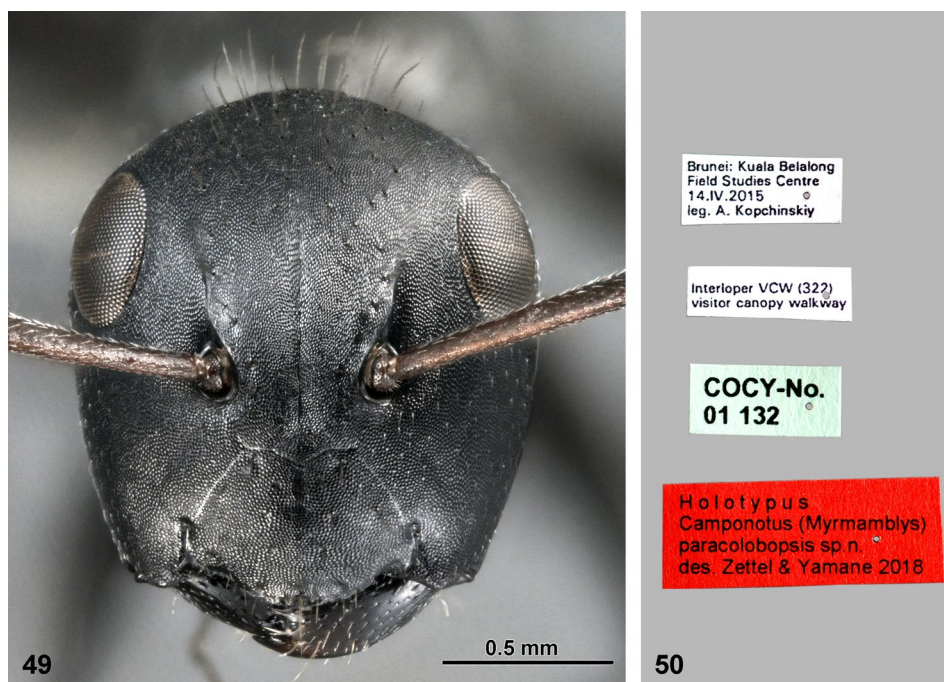 49
0.5 mm
Brunei: Kuala Belalong
Field Studies Centre
14.IV.2015
leg. A. Kopchinskiy
Interloper VCW (322)
visitor canopy walkway
COCY-No.
01 132
Holotypus
Camponotus (Myrmamblys)
paracolobopsis sp.n.
des. Zettel & Yamane 2018
50